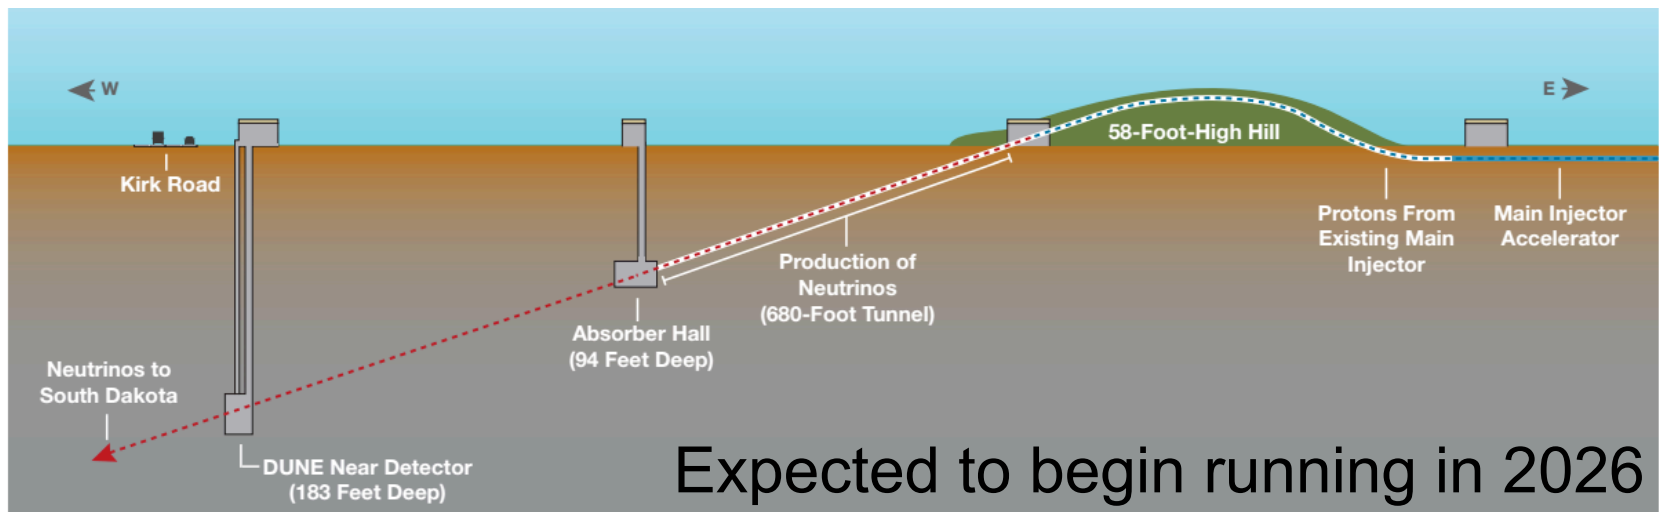 W
E
58-Foot-High Hill
Kirk Road
Protons From
Existing Main
Injector
Main Injector
Accelerator
Production of
Neutrinos
(680-Foot Tunnel)
Absorber Hall
(94 Feet Deep)
Neutrinos to
South Dakota
DUNE Near Detector
(183 Feet Deep)
Expected to begin running in 2026